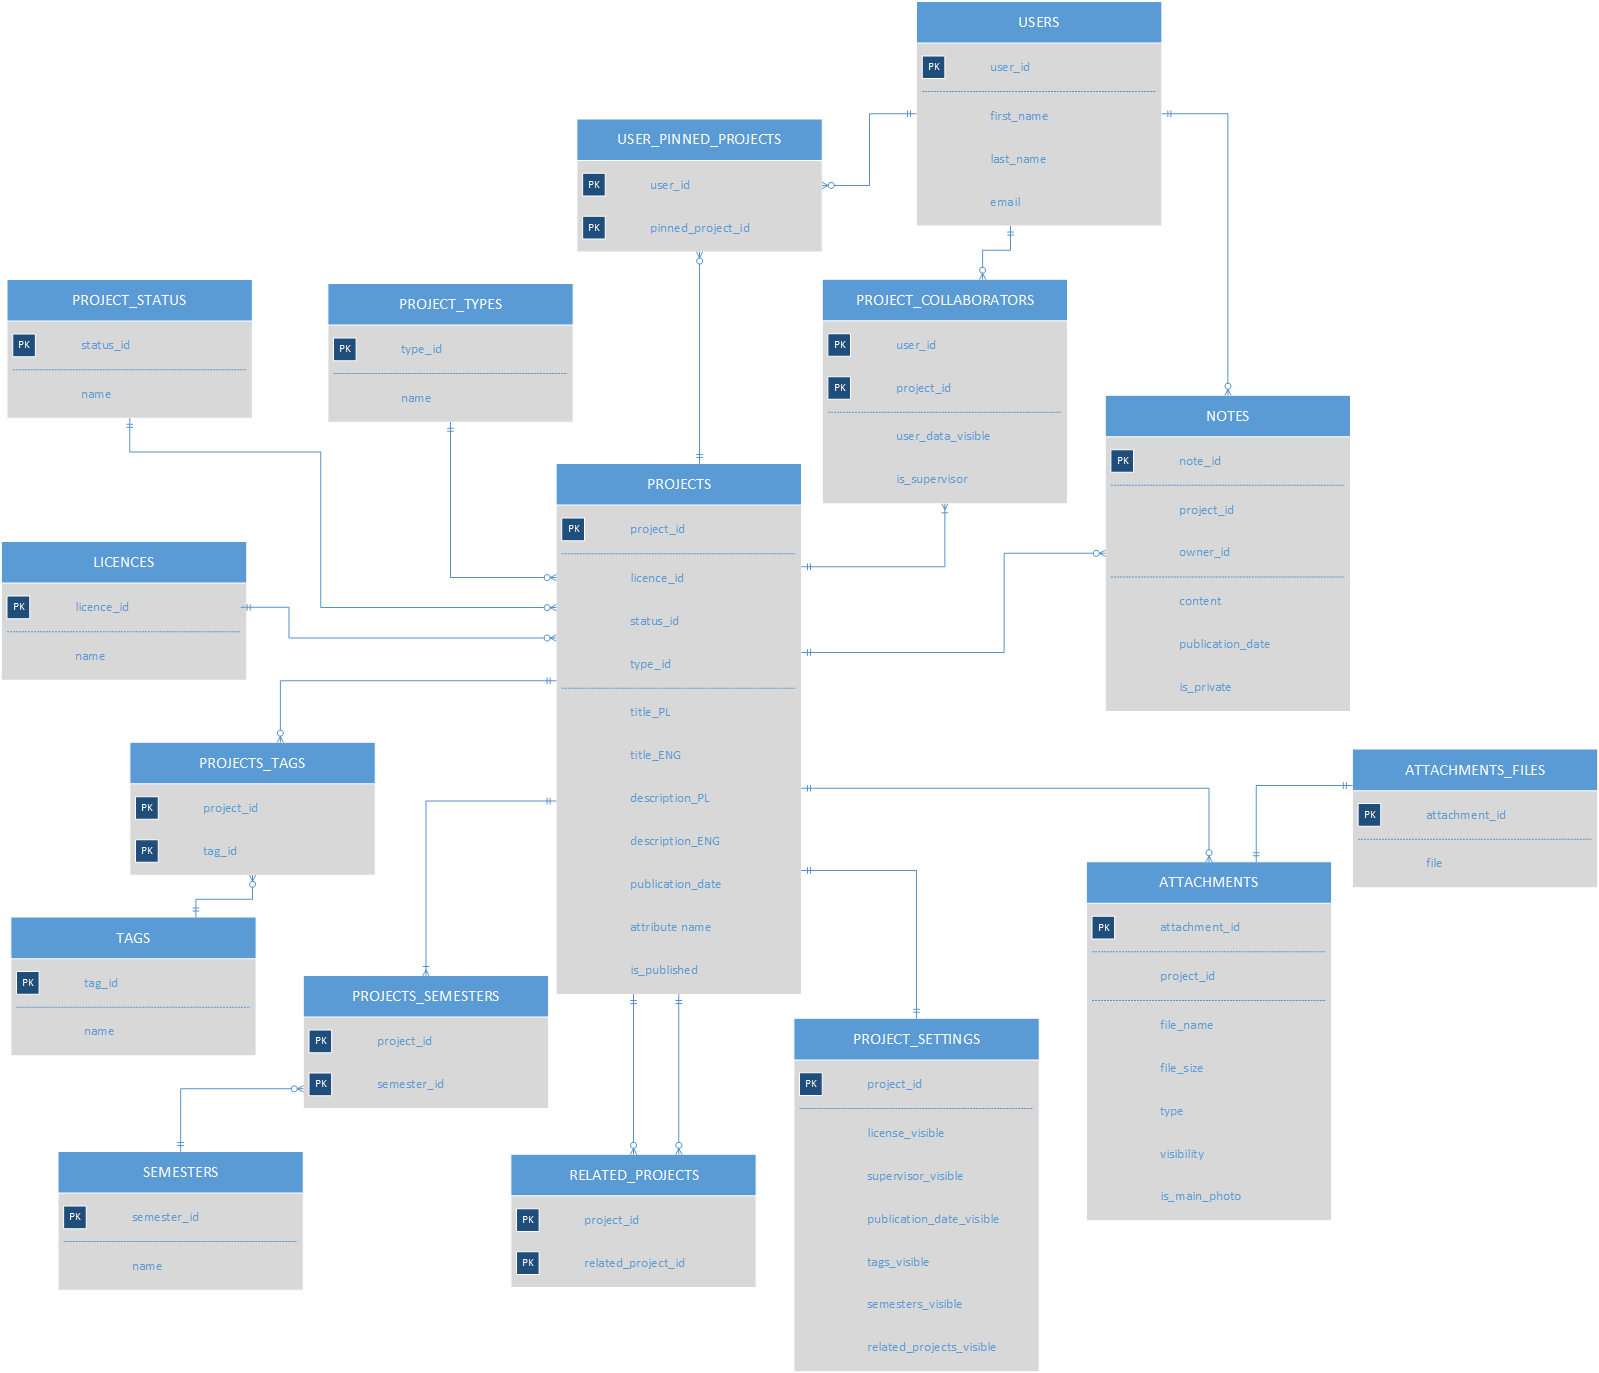 USERS
PK user_id
first_name
last_name
email
USER_PINNED_PROJECTS
PK user_id
PK pinned_project_id
PROJECT_STATUS
PK status_id
name
PROJECT_TYPES
PK type_id
name
PROJECT_COLLABORATORS
PK user_id
PK project_id
user_data_visible
is_supervisor
NOTES
PK note_id
project_id
owner_id
content
publication_date
is_private
PROJECTS
PK project_id
licence_id
status_id
type_id
title_PL
title_ENG
description_PL
description_ENG
publication_date
attribute name
is_published
LICENCES
PK licence_id
name
PROJECTS_TAGS
PK project_id
PK tag_id
TAGS
PK tag_id
name
PROJECTS_SEMESTERS
PK project_id
PK semester_id
SEMESTERS
PK semester_id
name
RELATED_PROJECTS
PK project_id
PK related_project_id
PROJECT_SETTINGS
PK project_id
license_visible
supervisor_visible
publication_date_visible
tags_visible
semesters_visible
related_projects_visible
ATTACHMENTS_FILES
PK attachment_id
file
ATTACHMENTS
PK attachment_id
project_id
file_name
file_size
type
visibility
is_main_photo